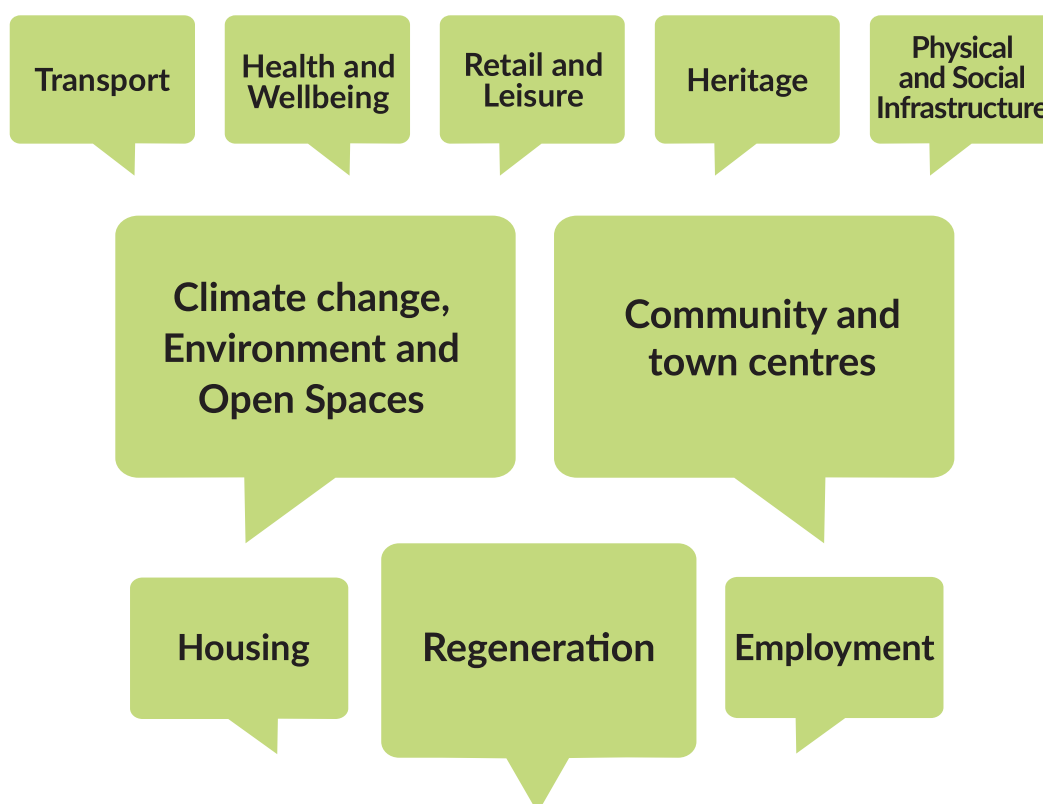 Transport
Health and
Wellbeing
Retail and
Leisure
Heritage
Physical
and Social
Infrastructure
Climate change,
Environment and
Open Spaces
Community and
town centres
Housing
Regeneration
Employment